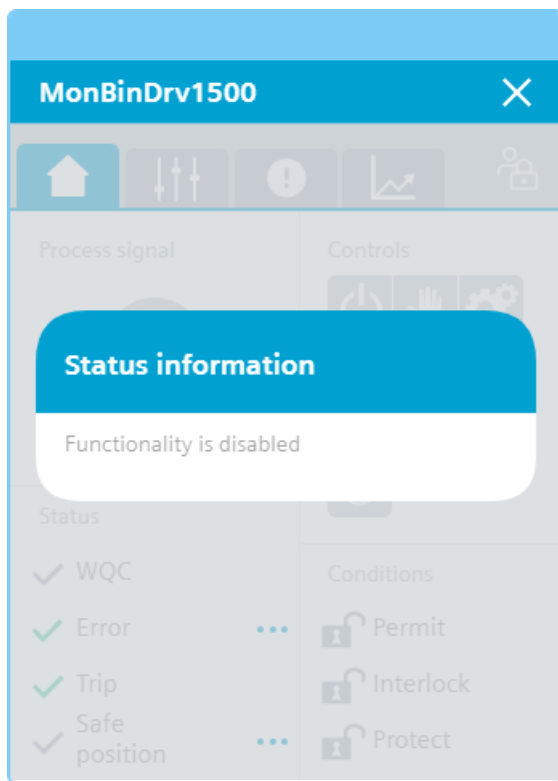 MonBinDrv1500
Process signal
Controls
Status information
Functionality is disabled
Status
WQC
Error
Trip
Safe
position
Conditions
Permit
Interlock
Protect